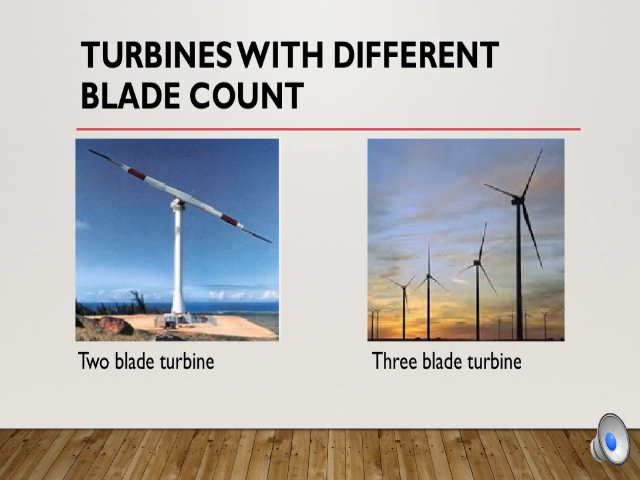 TURBINES WITH DIFFERENT
BLADE COUNT
Two blade turbine
Three blade turbine